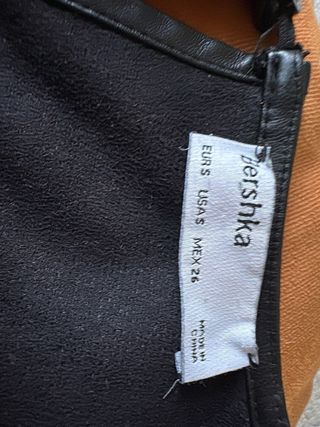 Bershka
EUR S USA S MEX 26
MADE IN
CHINA